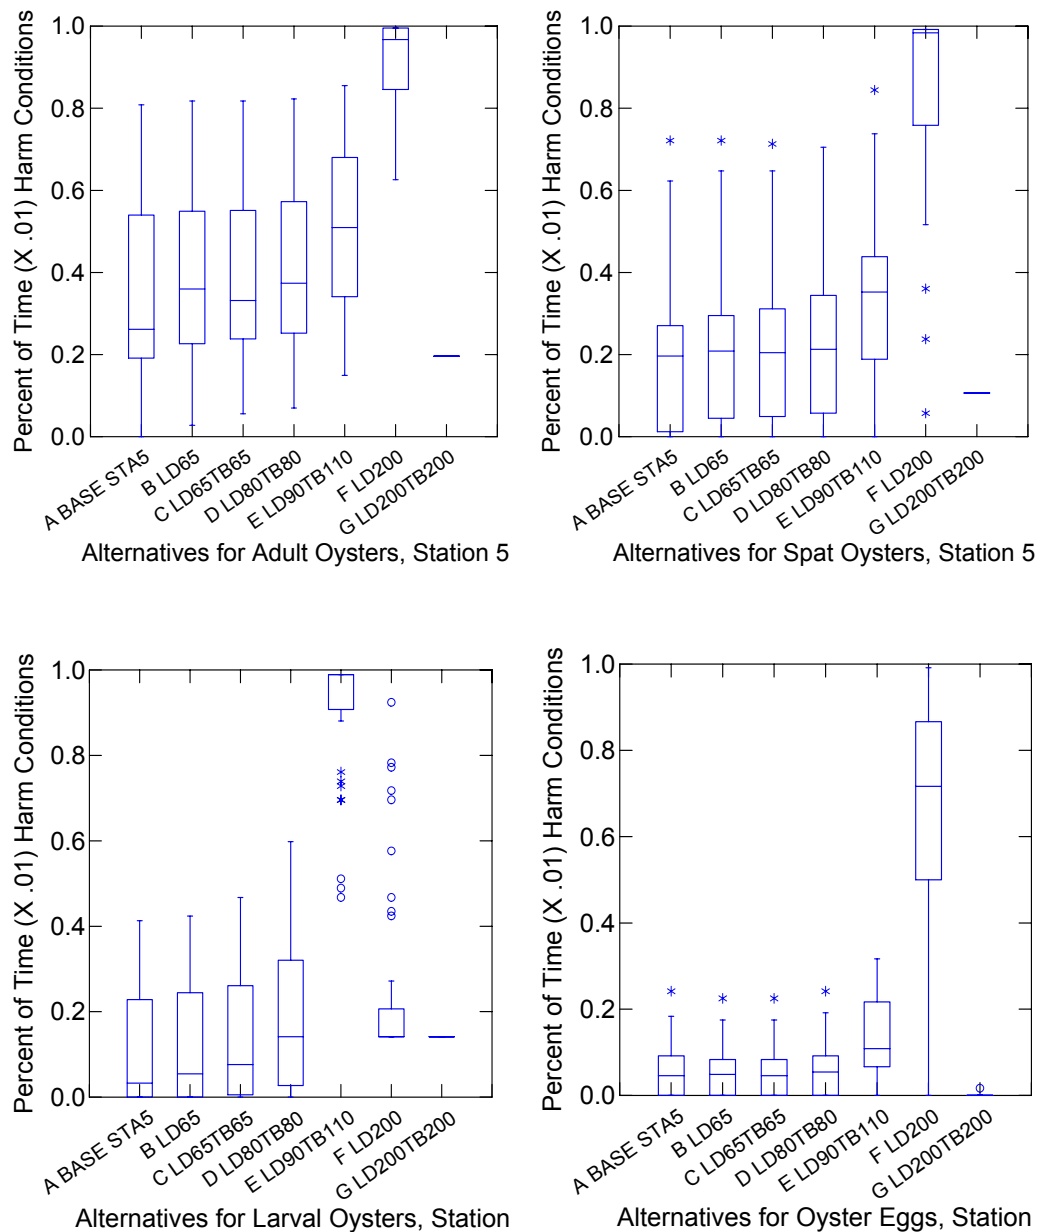 Percent of Time (X .01) Harm Conditions
1.0
0.8
0.6
0.4
0.2
0.0
A BASE STA5
B LD65
C LD65TB65
D LD80TB80
E LD90TB110
F LD200
G LD200TB200
Alternatives for Adult Oysters, Station 5
Percent of Time (X .01) Harm Conditions
1.0
0.8
0.6
0.4
0.2
0.0
A BASE STA5
B LD65
C LD65TB65
D LD80TB80
E LD90TB110
F LD200
G LD200TB200
Alternatives for Spat Oysters, Station 5
Percent of Time (X .01) Harm Conditions
1.0
0.8
0.6
0.4
0.2
0.0
A BASE STA5
B LD65
C LD65TB65
D LD80TB80
E LD90TB110
F LD200
G LD200TB200
Alternatives for Larval Oysters, Station
Percent of Time (X .01) Harm Conditions
1.0
0.8
0.6
0.4
0.2
0.0
A BASE STA5
B LD65
C LD65TB65
D LD80TB80
E LD90TB110
F LD200
G LD200TB200
Alternatives for Oyster Eggs, Station